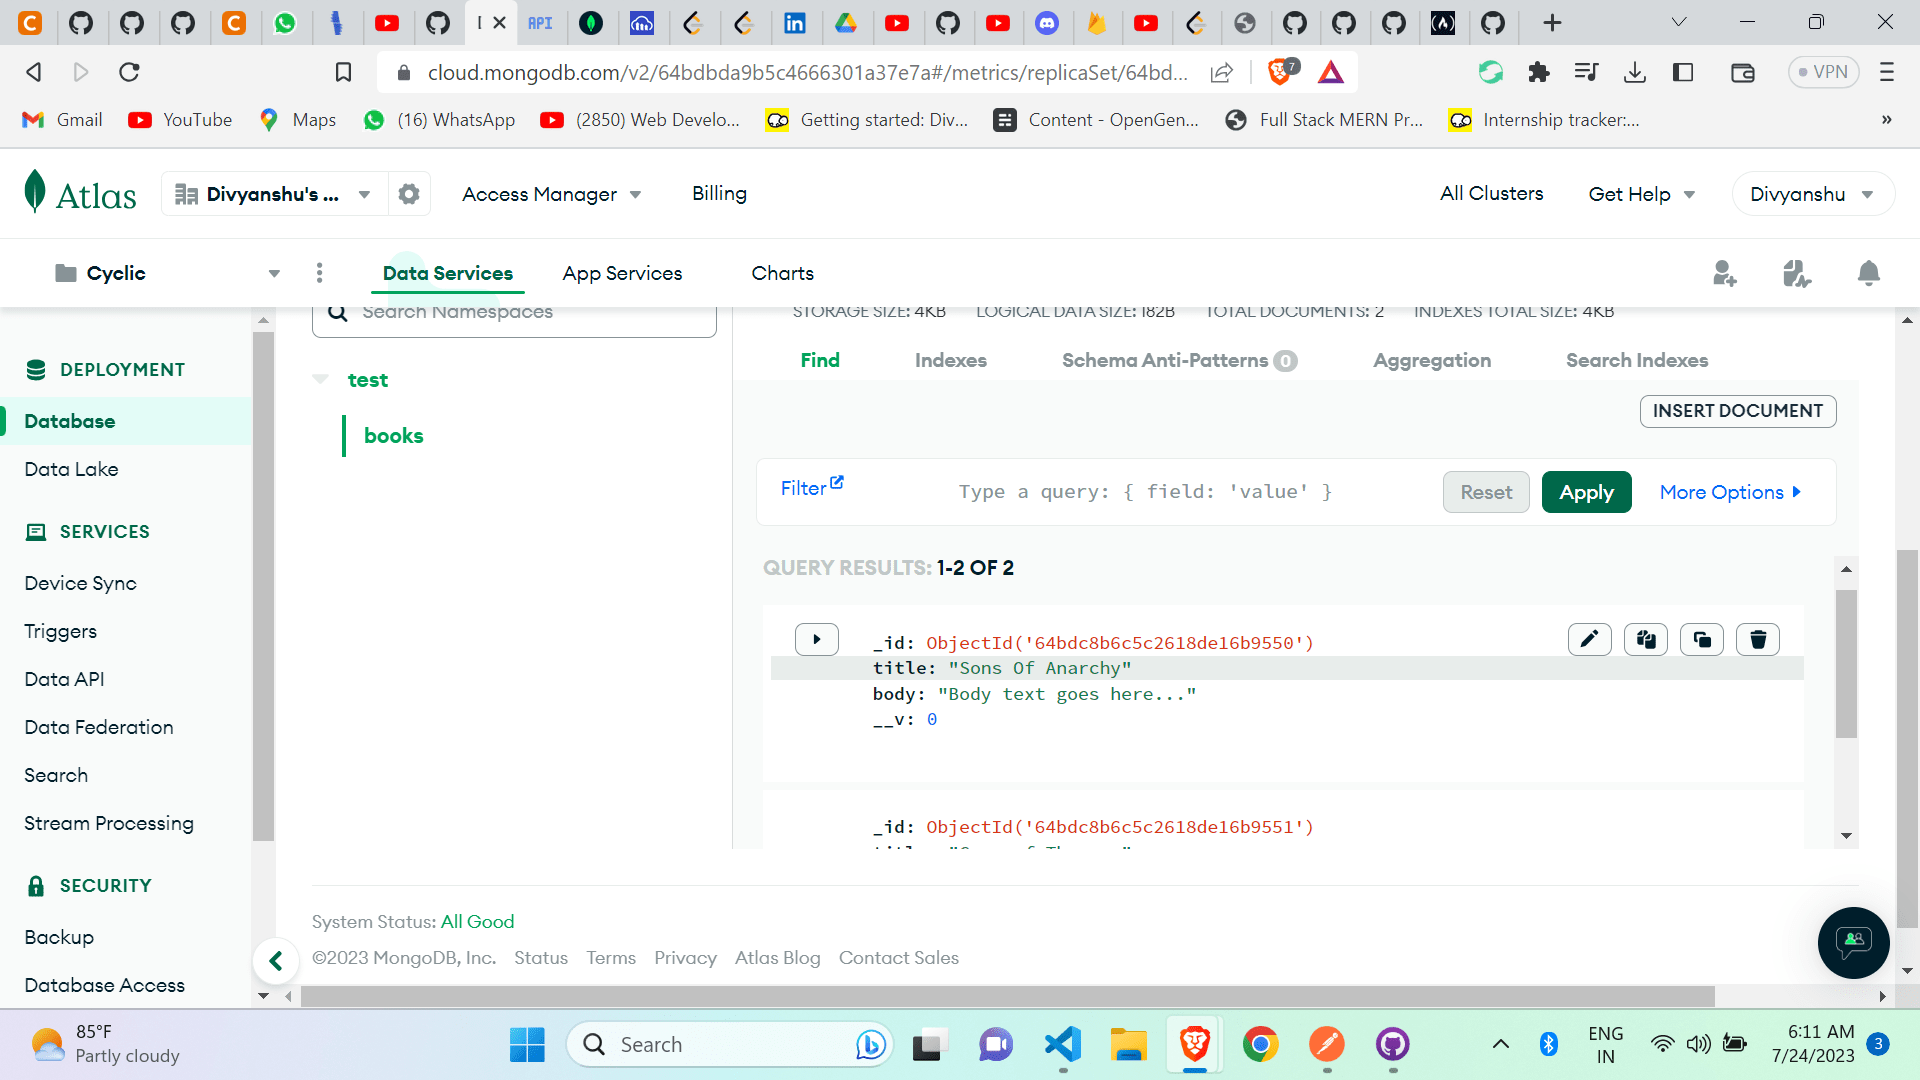 API
cloud.mongodb.com/v2/64bdbda9b5c4666301a37e7a#/metrics/replicaSet/64bd...
7
VPN
Gmail
YouTube
Maps
(16) WhatsApp
(2850) Web Develo...
Getting started: Div...
Content - OpenGen...
Full Stack MERN Pr...
Internship tracker:...
»
Atlas
Divyanshu's ...
Access Manager
Billing
All Clusters
Get Help
Divyanshu
Cyclic
Data Services
App Services
Charts
Search Namespaces
STORAGE SIZE: 4KB
LOGICAL DATA SIZE: 182B
TOTAL DOCUMENTS: 2
INDEXES TOTAL SIZE: 4KB
DEPLOYMENT
Database
Data Lake
SERVICES
Device Sync
Triggers
Data API
Data Federation
Search
Stream Processing
SECURITY
Backup
Database Access
test
books
Find
Indexes
Schema Anti-Patterns 0
Aggregation
Search Indexes
INSERT DOCUMENT
Filter
Type a query: { field: 'value' }
Reset
Apply
More Options
QUERY RESULTS: 1-2 OF 2
_id: ObjectId('64bdc8b6c5c2618de16b9550')
title: "Sons Of Anarchy"
body: "Body text goes here..."
__v: 0
_id: ObjectId('64bdc8b6c5c2618de16b9551')
System Status: All Good
©2023 MongoDB, Inc.
Status
Terms
Privacy
Atlas Blog
Contact Sales
85°F
Partly cloudy
Search
ENG
IN
6:11 AM
7/24/2023
3